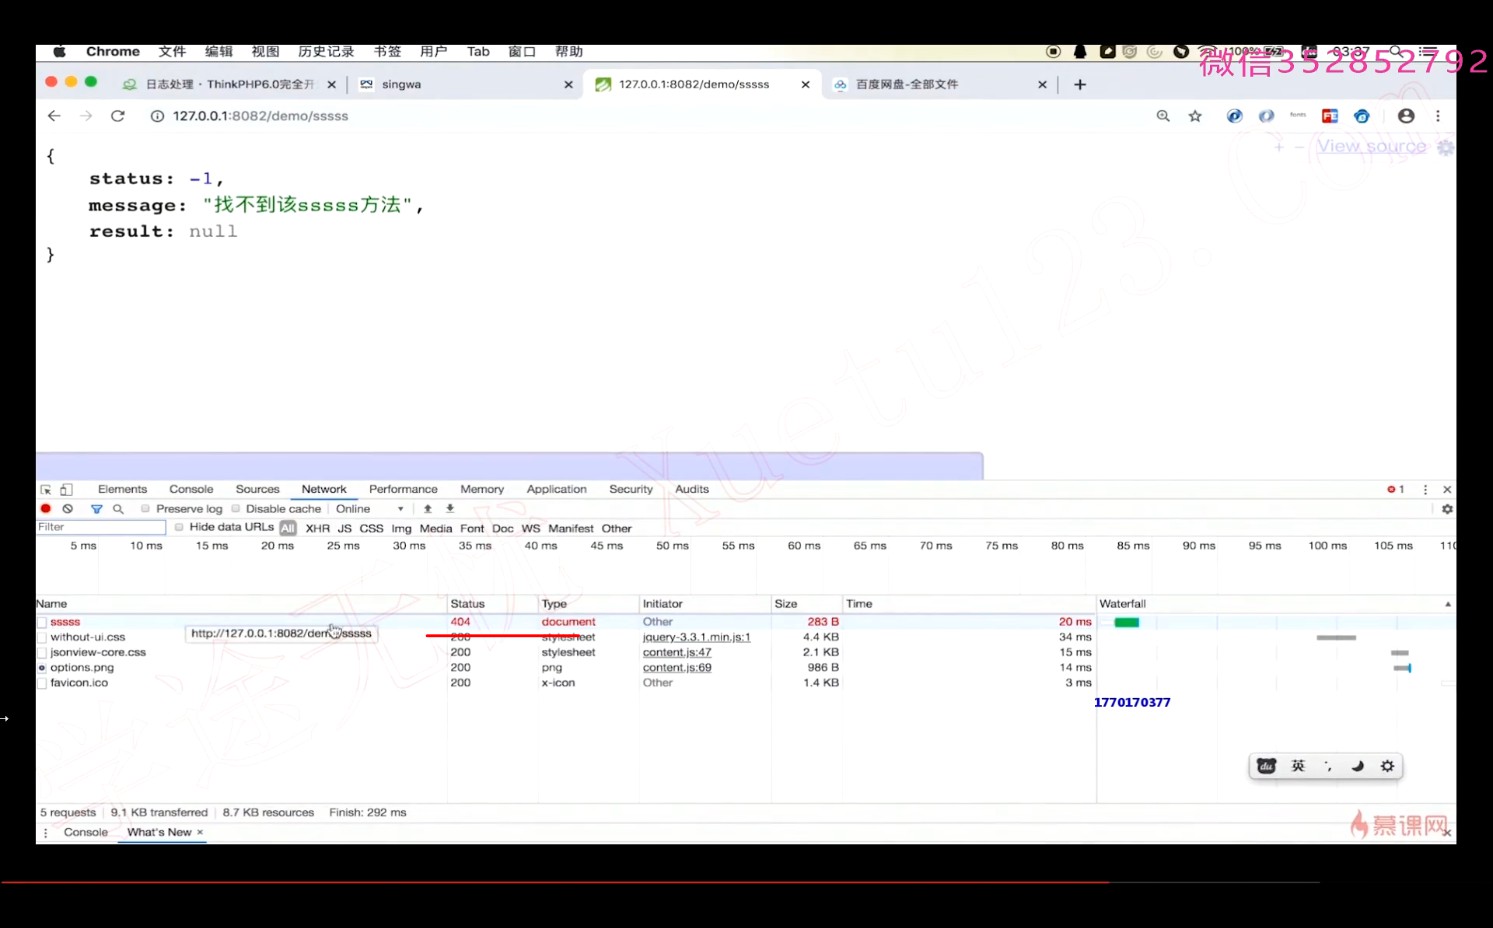 Chrome 文件 编辑 视图 历史记录 书签 用户 Tab 窗口 帮助 100% 03:37
微信352852792
日志处理 · ThinkPHP6.0完全开 singwa 127.0.0.1:8082/demo/sssss 百度网盘-全部文件
127.0.0.1:8082/demo/sssss
+ - View source
{
status: -1,
message: "找不到该sssss方法",
result: null
}
Xuetu123.Com
Elements Console Sources Network Performance Memory Application Security Audits 1
Preserve log Disable cache Online
Filter Hide data URLs All XHR JS CSS Img Media Font Doc WS Manifest Other
5 ms 10 ms 15 ms 20 ms 25 ms 30 ms 35 ms 40 ms 45 ms 50 ms 55 ms 60 ms 65 ms 70 ms 75 ms 80 ms 85 ms 90 ms 95 ms 100 ms 105 ms 110
Name Status Type Initiator Size Time Waterfall
sssss 404 document Other 283 B 20 ms
http://127.0.0.1:8082/demo/sssss
without-ui.css 200 stylesheet jquery-3.3.1.min.js:1 4.4 KB 34 ms
jsonview-core.css 200 stylesheet content.js:47 2.1 KB 15 ms
options.png 200 png content.js:69 986 B 14 ms
favicon.ico 200 x-icon Other 1.4 KB 3 ms
1770170377
du 英
5 requests 9.1 KB transferred 8.7 KB resources Finish: 292 ms
Console What's New
慕课网